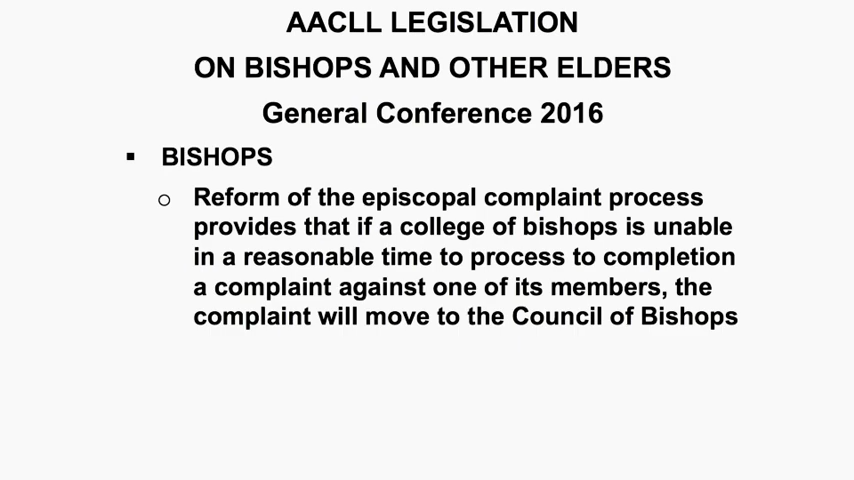 AACLL LEGISLATION
ON BISHOPS AND OTHER ELDERS
General Conference 2016
▪ BISHOPS
o Reform of the episcopal complaint process
provides that if a college of bishops is unable
in a reasonable time to process to completion
a complaint against one of its members, the
complaint will move to the Council of Bishops